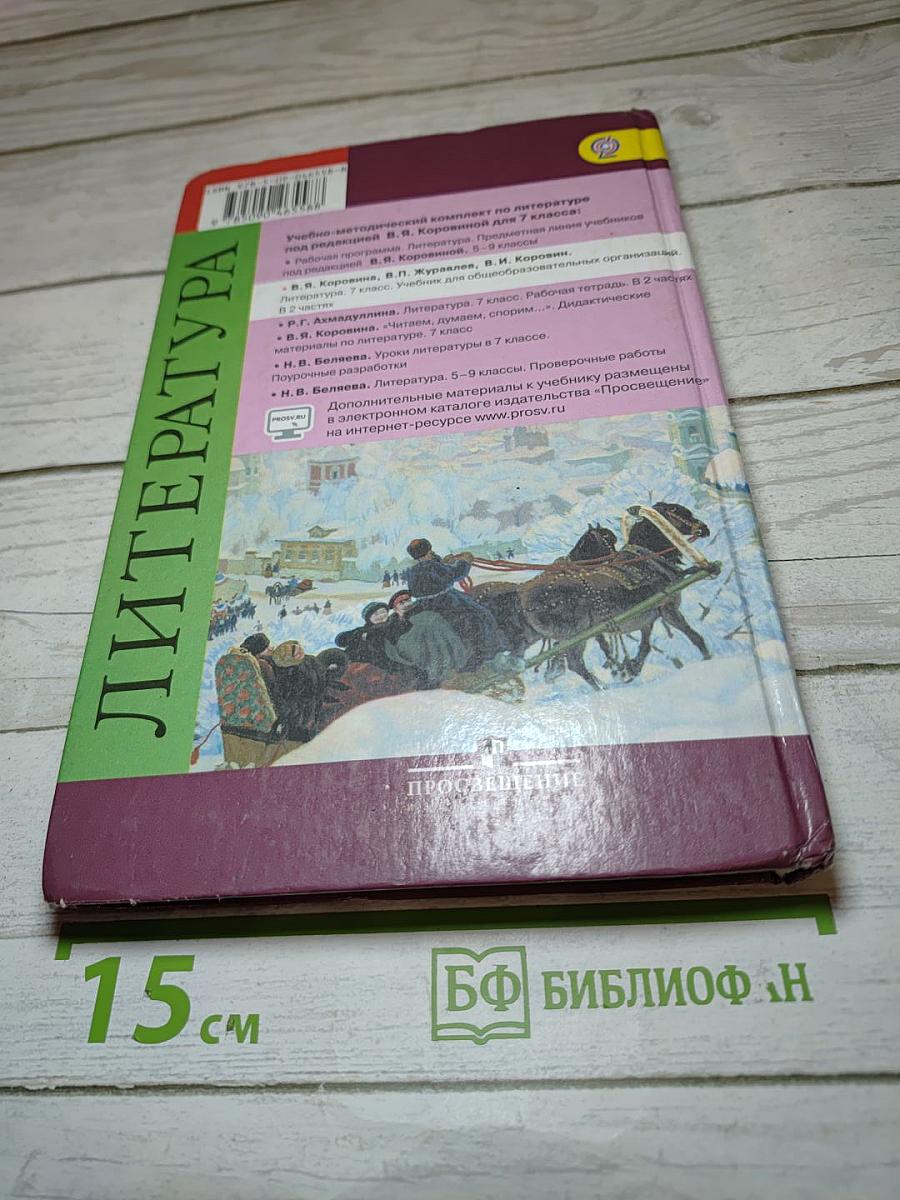 Учебно-методический комплект по литературе
под редакцией В.Я. Коровиной для 7 класса:
• Рабочая программа. Литература. Предметная линия учебников
под редакцией В.Я. Коровиной. 5–9 классы
• В.Я. Коровина, В.П. Журавлев, В.И. Коровин.
Литература. 7 класс. Учебник для общеобразовательных организаций.
В 2 частях
• Р.Г. Ахмадуллина. Литература. 7 класс. Рабочая тетрадь. В 2 частях
• В.Я. Коровина. «Читаем, думаем, спорим...». Дидактические
материалы по литературе. 7 класс
• Н.В. Беляева. Уроки литературы в 7 классе.
Поурочные разработки
• Н.В. Беляева. Литература. 5–9 классы. Проверочные работы
PROSV.RU
Дополнительные материалы к учебнику размещены
в электронном каталоге издательства «Просвещение»
на интернет-ресурсе www.prosv.ru
ЛИТЕРАТУРА
ПРОСВЕЩЕНИЕ
15 см
БФ БИБЛИОФАН